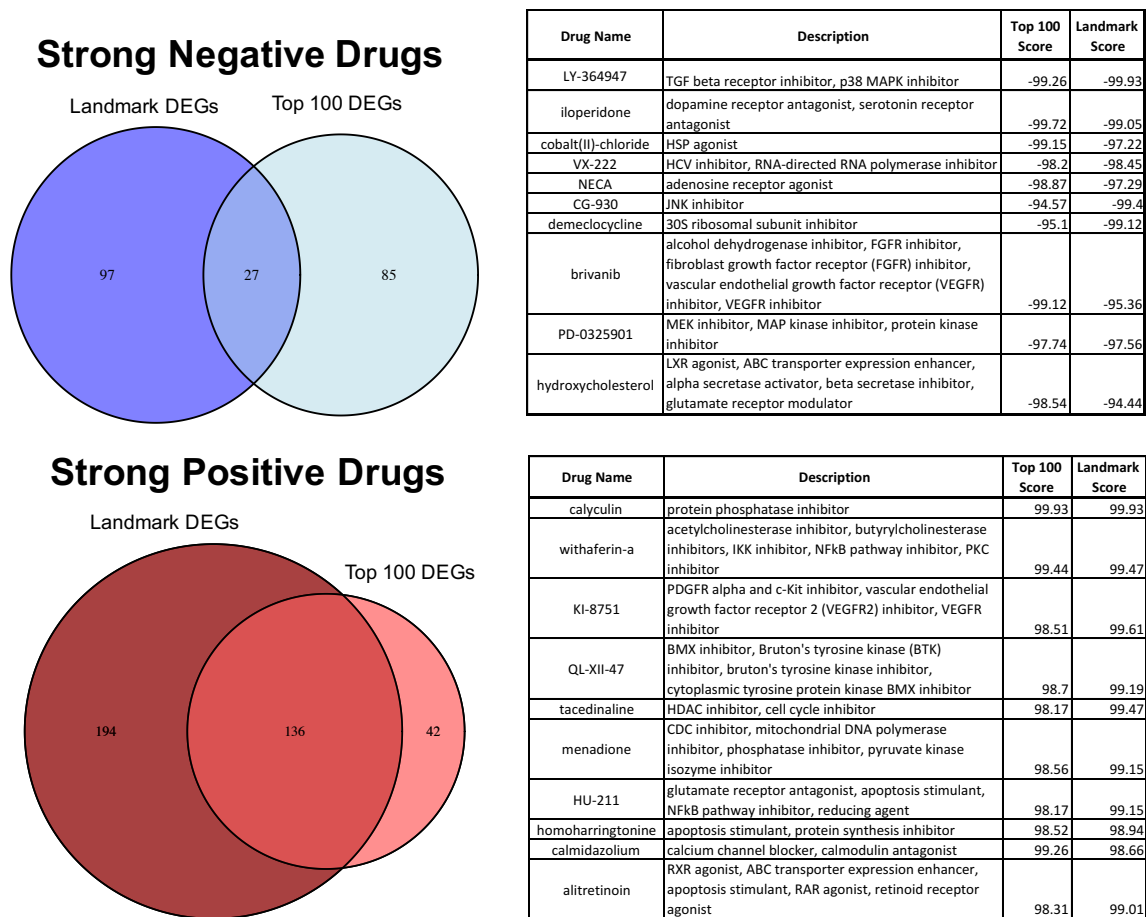 Strong Negative Drugs
Landmark DEGs
Top 100 DEGs
97
27
85
Drug Name
Description
Top 100
Score
Landmark
Score
LY-364947
TGF beta receptor inhibitor, p38 MAPK inhibitor
-99.26
-99.93
iloperidone
dopamine receptor antagonist, serotonin receptor
antagonist
-99.72
-99.05
cobalt(II)-chloride
HSP agonist
-99.15
-97.22
VX-222
HCV inhibitor, RNA-directed RNA polymerase inhibitor
-98.2
-98.45
NECA
adenosine receptor agonist
-98.87
-97.29
CG-930
JNK inhibitor
-94.57
-99.4
demeclocycline
30S ribosomal subunit inhibitor
-95.1
-99.12
brivanib
alcohol dehydrogenase inhibitor, FGFR inhibitor,
fibroblast growth factor receptor (FGFR) inhibitor,
vascular endothelial growth factor receptor (VEGFR)
inhibitor, VEGFR inhibitor
-99.12
-95.36
PD-0325901
MEK inhibitor, MAP kinase inhibitor, protein kinase
inhibitor
-97.74
-97.56
hydroxycholesterol
LXR agonist, ABC transporter expression enhancer,
alpha secretase activator, beta secretase inhibitor,
glutamate receptor modulator
-98.54
-94.44
Strong Positive Drugs
Landmark DEGs
Top 100 DEGs
194
136
42
Drug Name
Description
Top 100
Score
Landmark
Score
calyculin
protein phosphatase inhibitor
99.93
99.93
withaferin-a
acetylcholinesterase inhibitor, butyrylcholinesterase
inhibitors, IKK inhibitor, NFkB pathway inhibitor, PKC
inhibitor
99.44
99.47
KI-8751
PDGFR alpha and c-Kit inhibitor, vascular endothelial
growth factor receptor 2 (VEGFR2) inhibitor, VEGFR
inhibitor
98.51
99.61
QL-XII-47
BMX inhibitor, Bruton's tyrosine kinase (BTK)
inhibitor, bruton's tyrosine kinase inhibitor,
cytoplasmic tyrosine protein kinase BMX inhibitor
98.7
99.19
tacedinaline
HDAC inhibitor, cell cycle inhibitor
98.17
99.47
menadione
CDC inhibitor, mitochondrial DNA polymerase
inhibitor, phosphatase inhibitor, pyruvate kinase
isozyme inhibitor
98.56
99.15
HU-211
glutamate receptor antagonist, apoptosis stimulant,
NFkB pathway inhibitor, reducing agent
98.17
99.15
homoharringtonine
apoptosis stimulant, protein synthesis inhibitor
98.52
98.94
calmidazolium
calcium channel blocker, calmodulin antagonist
99.26
98.66
alitretinoin
RXR agonist, ABC transporter expression enhancer,
apoptosis stimulant, RAR agonist, retinoid receptor
agonist
98.31
99.01